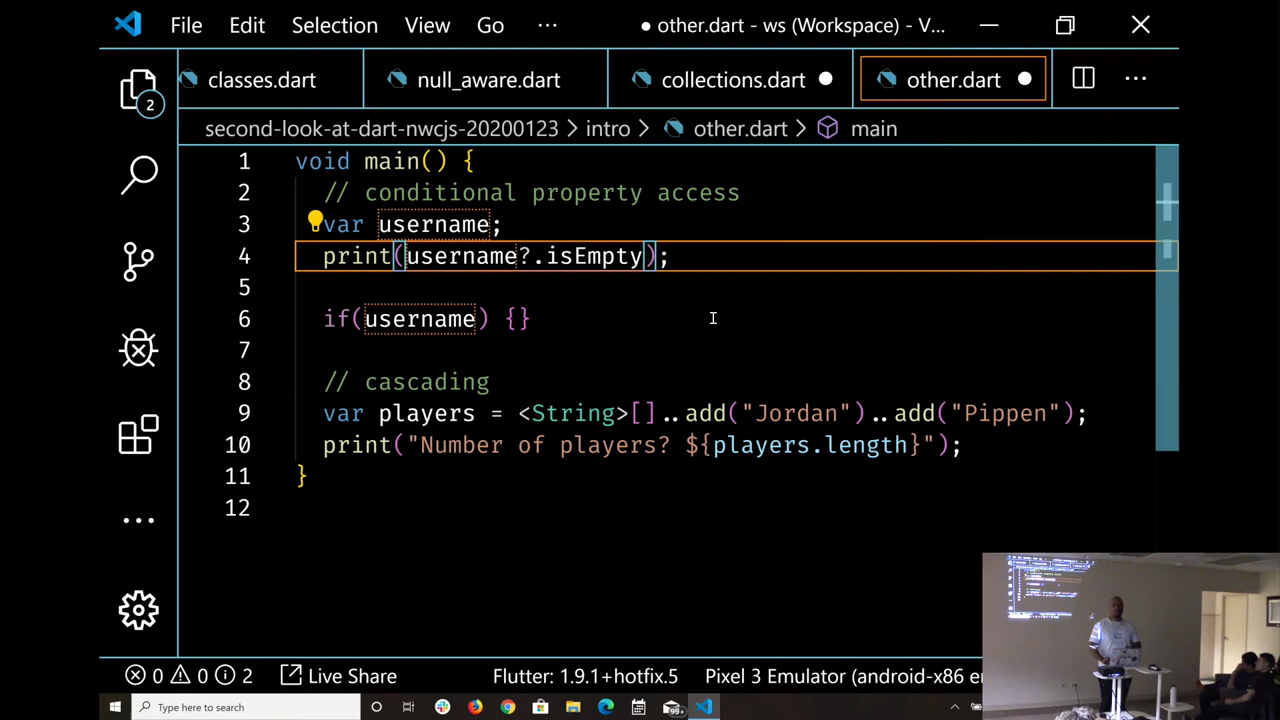 File Edit Selection View Go ··· ● other.dart - ws (Workspace) - V...
classes.dart null_aware.dart collections.dart ● other.dart ● ···
second-look-at-dart-nwcjs-20200123 > intro > other.dart > main
1 void main() {
2 // conditional property access
3 var username;
4 print(username?.isEmpty);
5
6 if(username) {}
7
8 // cascading
9 var players = <String>[]..add("Jordan")..add("Pippen");
10 print("Number of players? ${players.length}");
11 }
12
2
0 0 2 Live Share Flutter: 1.9.1+hotfix.5 Pixel 3 Emulator (android-x86 en
Type here to search 99+